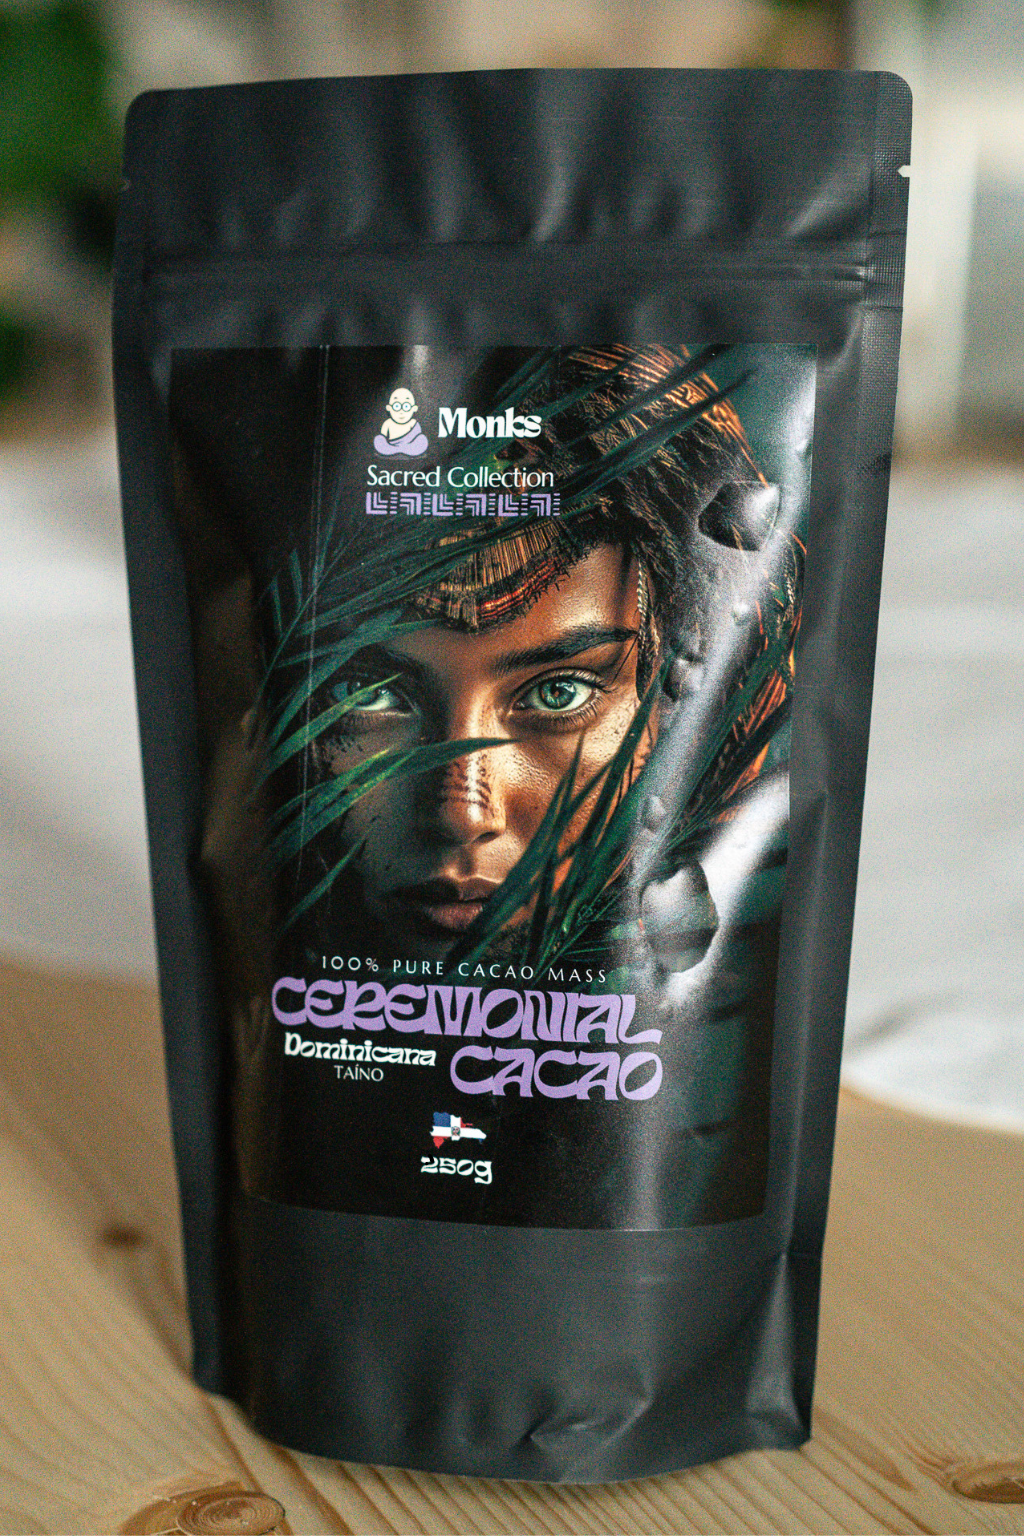 Monks
Sacred Collection
100% PURE CACAO MASS
CEREMONIAL
Dominicana
CACAO
TAÍNO
250g